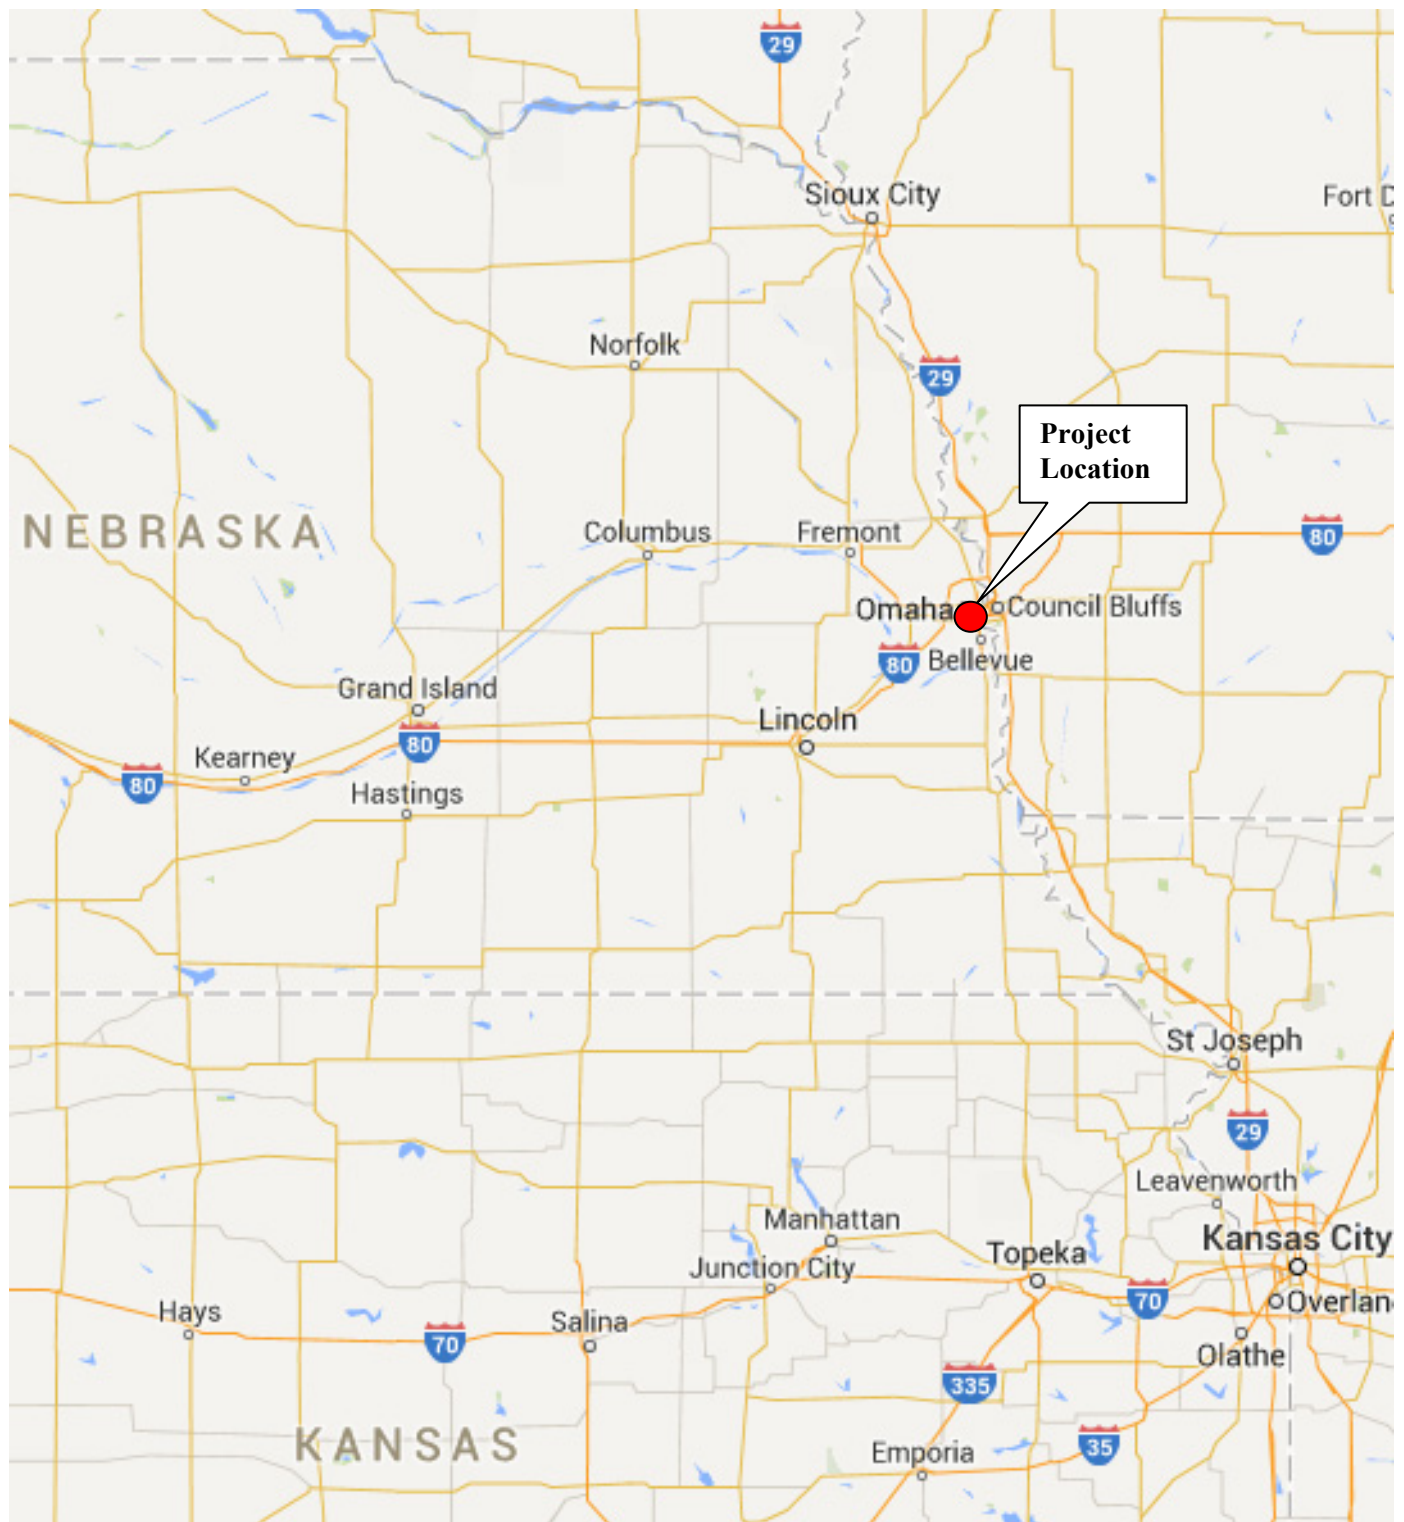 29
Sioux City
Fort D
Norfolk
29
Project
Location
NEBRASKA
Columbus
Fremont
80
Omaha
Council Bluffs
80
Bellevue
Grand Island
Lincoln
80
Kearney
80
Hastings
St Joseph
29
Leavenworth
Manhattan
Kansas City
Topeka
Junction City
70
Overlan
Hays
Salina
70
Olathe
335
KANSAS
35
Emporia